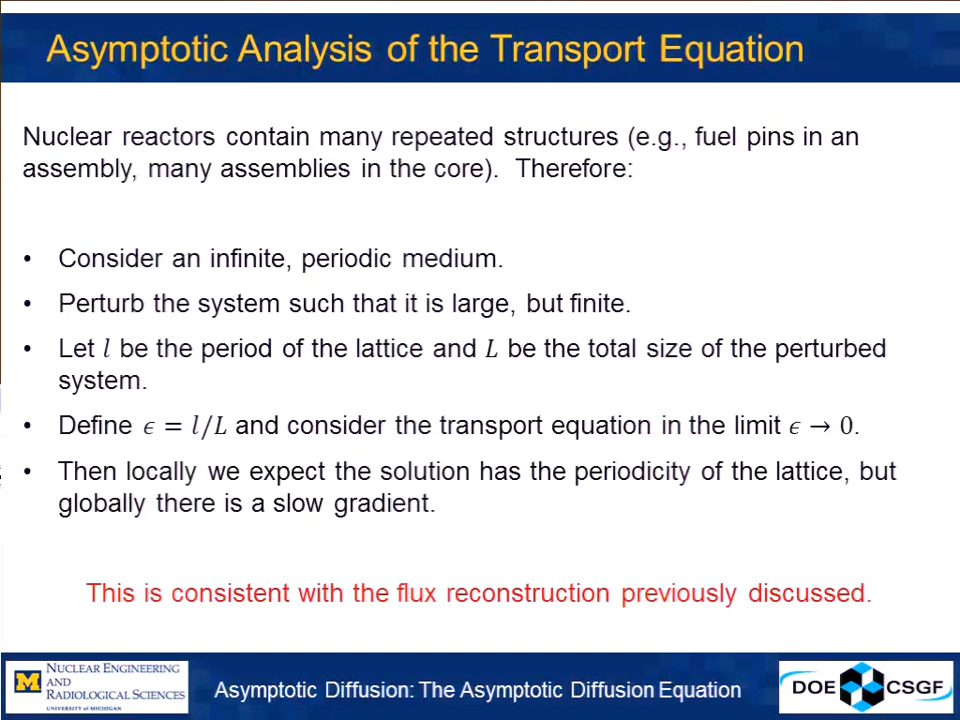 Asymptotic Analysis of the Transport Equation
Nuclear reactors contain many repeated structures (e.g., fuel pins in an
assembly, many assemblies in the core). Therefore:
• Consider an infinite, periodic medium.
• Perturb the system such that it is large, but finite.
• Let 𝑙 be the period of the lattice and 𝐿 be the total size of the perturbed
system.
• Define 𝜖 = 𝑙/𝐿 and consider the transport equation in the limit 𝜖 → 0.
• Then locally we expect the solution has the periodicity of the lattice, but
globally there is a slow gradient.
This is consistent with the flux reconstruction previously discussed.
M
NUCLEAR ENGINEERING
AND
RADIOLOGICAL SCIENCES
UNIVERSITY of MICHIGAN
Asymptotic Diffusion: The Asymptotic Diffusion Equation
DOE CSGF